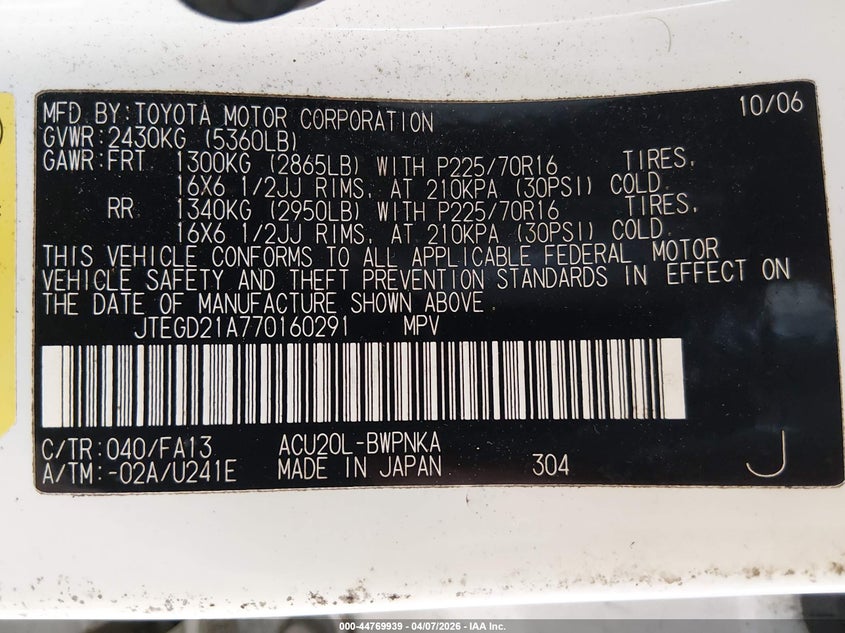 MFD BY:TOYOTA MOTOR CORPORATION 10/06
GVWR:2430KG (5360LB)
GAWR:FRT 1300KG (2865LB) WITH P225/70R16 TIRES,
16X6 1/2JJ RIMS, AT 210KPA (30PSI) COLD.
RR 1340KG (2950LB) WITH P225/70R16 TIRES,
16X6 1/2JJ RIMS, AT 210KPA (30PSI) COLD.
THIS VEHICLE CONFORMS TO ALL APPLICABLE FEDERAL MOTOR
VEHICLE SAFETY AND THEFT PREVENTION STANDARDS IN EFFECT ON
THE DATE OF MANUFACTURE SHOWN ABOVE.
JTEGD21A770160291 MPV
C/TR:040/FA13 ACU20L-BWPNKA
A/TM:-02A/U241E MADE IN JAPAN 304 J
000-44769939 - 04/07/2026 - IAA Inc.